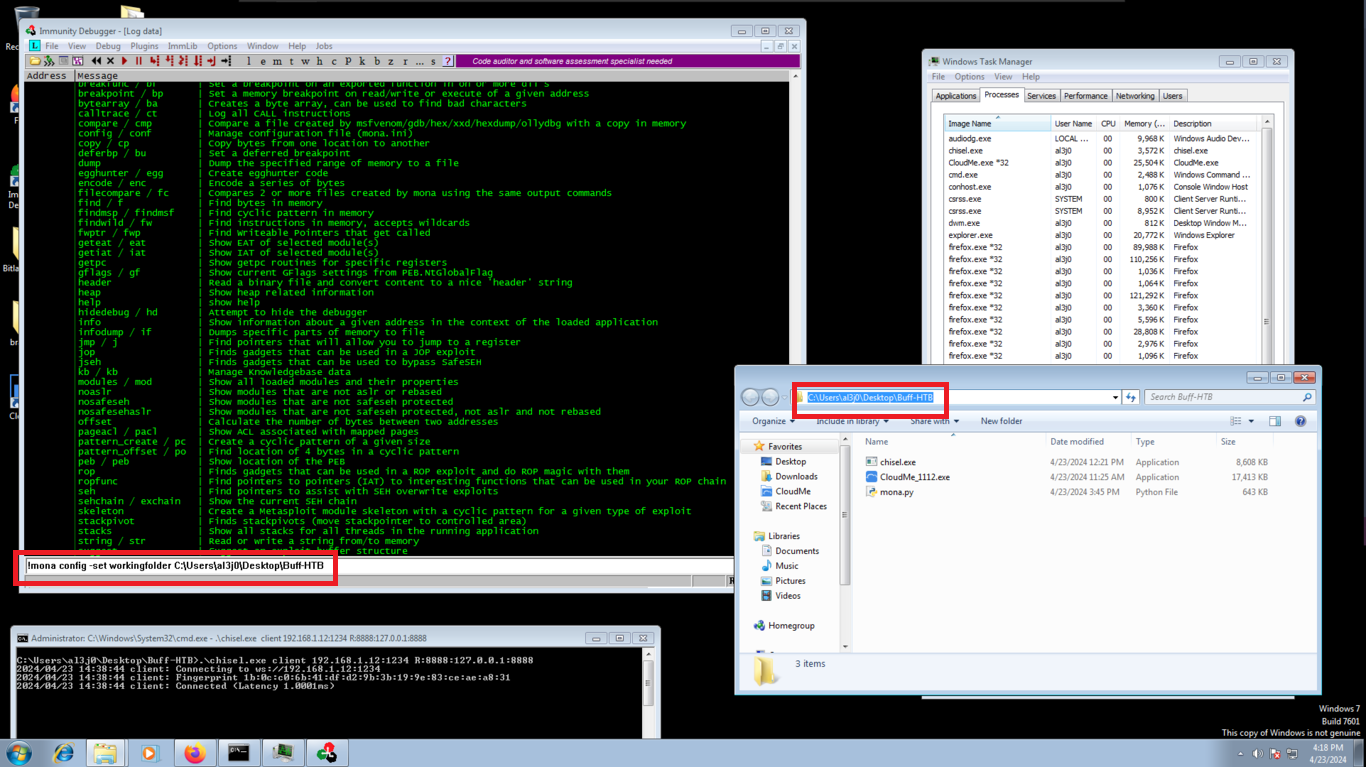 Immunity Debugger - [Log data]
File View Debug Plugins ImmLib Options Window Help Jobs
l e m t w h c P k b z r ... s ?
Code auditor and software assessment specialist needed
Address Message
breakfunc / bf | Set a breakpoint on an exported function in on or more dll's
breakpoint / bp | Set a memory breakpoint on read/write or execute of a given address
bytearray / ba | Creates a byte array, can be used to find bad characters
calltrace / ct | Log all CALL instructions
compare / cmp | Compare a file created by msfvenom/gdb/hex/xxd/hexdump/ollydbg with a copy in memory
config / conf | Manage configuration file (mona.ini)
copy / cp | Copy bytes from one location to another
deferbp / bu | Set a deferred breakpoint
dump | Dump the specified range of memory to a file
egghunter / egg | Create egghunter code
encode / enc | Encode a series of bytes
filecompare / fc | Compares 2 or more files created by mona using the same output commands
find / f | Find bytes in memory
findmsp / findmsf | Find cyclic pattern in memory
findwild / fw | Find instructions in memory, accepts wildcards
fwptr / fwp | Find Writeable Pointers that get called
geteat / eat | Show EAT of selected module(s)
getiat / iat | Show IAT of selected module(s)
getpc | Show getpc routines for specific registers
gflags / gf | Show current GFlags settings from PEB.NtGlobalFlag
header | Read a binary file and convert content to a nice 'header' string
heap | Show heap related information
help | show help
hidedebug / hd | Attempt to hide the debugger
info | Show information about a given address in the context of the loaded application
infodump / if | Dumps specific parts of memory to file
jmp / j | Find pointers that will allow you to jump to a register
jop | Finds gadgets that can be used in a JOP exploit
jseh | Finds gadgets that can be used to bypass SafeSEH
kb / kb | Manage Knowledgebase data
modules / mod | Show all loaded modules and their properties
noaslr | Show modules that are not aslr or rebased
nosafeseh | Show modules that are not safeseh protected
nosafesehaslr | Show modules that are not safeseh protected, not aslr and not rebased
offset | Calculate the number of bytes between two addresses
pageacl / pacl | Show ACL associated with mapped pages
pattern_create / pc | Create a cyclic pattern of a given size
pattern_offset / po | Find location of 4 bytes in a cyclic pattern
peb / peb | Show location of the PEB
rop | Finds gadgets that can be used in a ROP exploit and do ROP magic with them
ropfunc | Find pointers to pointers (IAT) to interesting functions that can be used in your ROP chain
seh | Find pointers to assist with SEH overwrite exploits
sehchain / exchain | Show the current SEH chain
skeleton | Create a Metasploit module skeleton with a cyclic pattern for a given type of exploit
stackpivot | Finds stackpivots (move stackpointer to controlled area)
stacks | Show all stacks for all threads in the running application
string / str | Read or write a string from/to memory
suggest | Suggest an exploit buffer structure
!mona config -set workingfolder C:\Users\al3j0\Desktop\Buff-HTB
Windows Task Manager
File Options View Help
Applications Processes Services Performance Networking Users
Image Name User Name CPU Memory (... Description
audiodg.exe LOCAL ... 00 9,968 K Windows Audio Dev...
chisel.exe al3j0 00 3,572 K chisel.exe
CloudMe.exe *32 al3j0 00 25,504 K CloudMe.exe
cmd.exe al3j0 00 2,488 K Windows Command ...
conhost.exe al3j0 00 1,076 K Console Window Host
csrss.exe SYSTEM 00 800 K Client Server Runti...
csrss.exe SYSTEM 00 8,952 K Client Server Runti...
dwm.exe al3j0 00 812 K Desktop Window M...
explorer.exe al3j0 00 20,772 K Windows Explorer
firefox.exe *32 al3j0 00 89,988 K Firefox
firefox.exe *32 al3j0 00 110,256 K Firefox
firefox.exe *32 al3j0 00 1,036 K Firefox
firefox.exe *32 al3j0 00 1,064 K Firefox
firefox.exe *32 al3j0 00 121,292 K Firefox
firefox.exe *32 al3j0 00 3,360 K Firefox
firefox.exe *32 al3j0 00 5,596 K Firefox
firefox.exe *32 al3j0 00 28,808 K Firefox
firefox.exe *32 al3j0 00 2,976 K Firefox
firefox.exe *32 al3j0 00 1,096 K Firefox
C:\Users\al3j0\Desktop\Buff-HTB
Search Buff-HTB
Organize Include in library Share with New folder
Favorites
Desktop
Downloads
CloudMe
Recent Places
Libraries
Documents
Music
Pictures
Videos
Homegroup
Name Date modified Type Size
chisel.exe 4/23/2024 12:21 PM Application 8,608 KB
CloudMe_1112.exe 4/23/2024 11:25 AM Application 17,413 KB
mona.py 4/23/2024 3:45 PM Python File 643 KB
3 items
Administrator: C:\Windows\System32\cmd.exe - .\chisel.exe client 192.168.1.12:1234 R:8888:127.0.0.1:8888
C:\Users\al3j0\Desktop\Buff-HTB>.\chisel.exe client 192.168.1.12:1234 R:8888:127.0.0.1:8888
2024/04/23 14:38:44 client: Connecting to ws://192.168.1.12:1234
2024/04/23 14:38:44 client: Fingerprint 1b:0c:c0:6b:41:df:d2:9b:3b:19:9e:83:ce:ae:a8:31
2024/04/23 14:38:44 client: Connected (Latency 1.0001ms)
Windows 7
Build 7601
This copy of Windows is not genuine
4:18 PM
4/23/2024